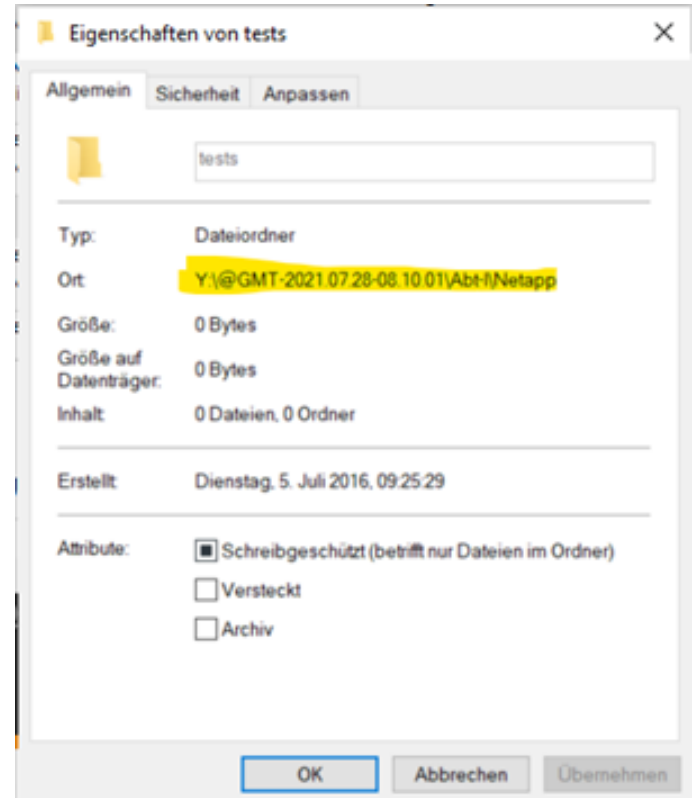 Eigenschaften von tests
Allgemein Sicherheit Anpassen
tests
Typ: Dateiordner
Ort: Y:\@GMT-2021.07.28-08.10.01\Abt-I\Netapp
Größe: 0 Bytes
Größe auf
Datenträger: 0 Bytes
Inhalt: 0 Dateien, 0 Ordner
Erstellt: Dienstag, 5. Juli 2016, 09:25:29
Attribute: Schreibgeschützt (betrifft nur Dateien im Ordner)
Versteckt
Archiv
OK Abbrechen Übernehmen